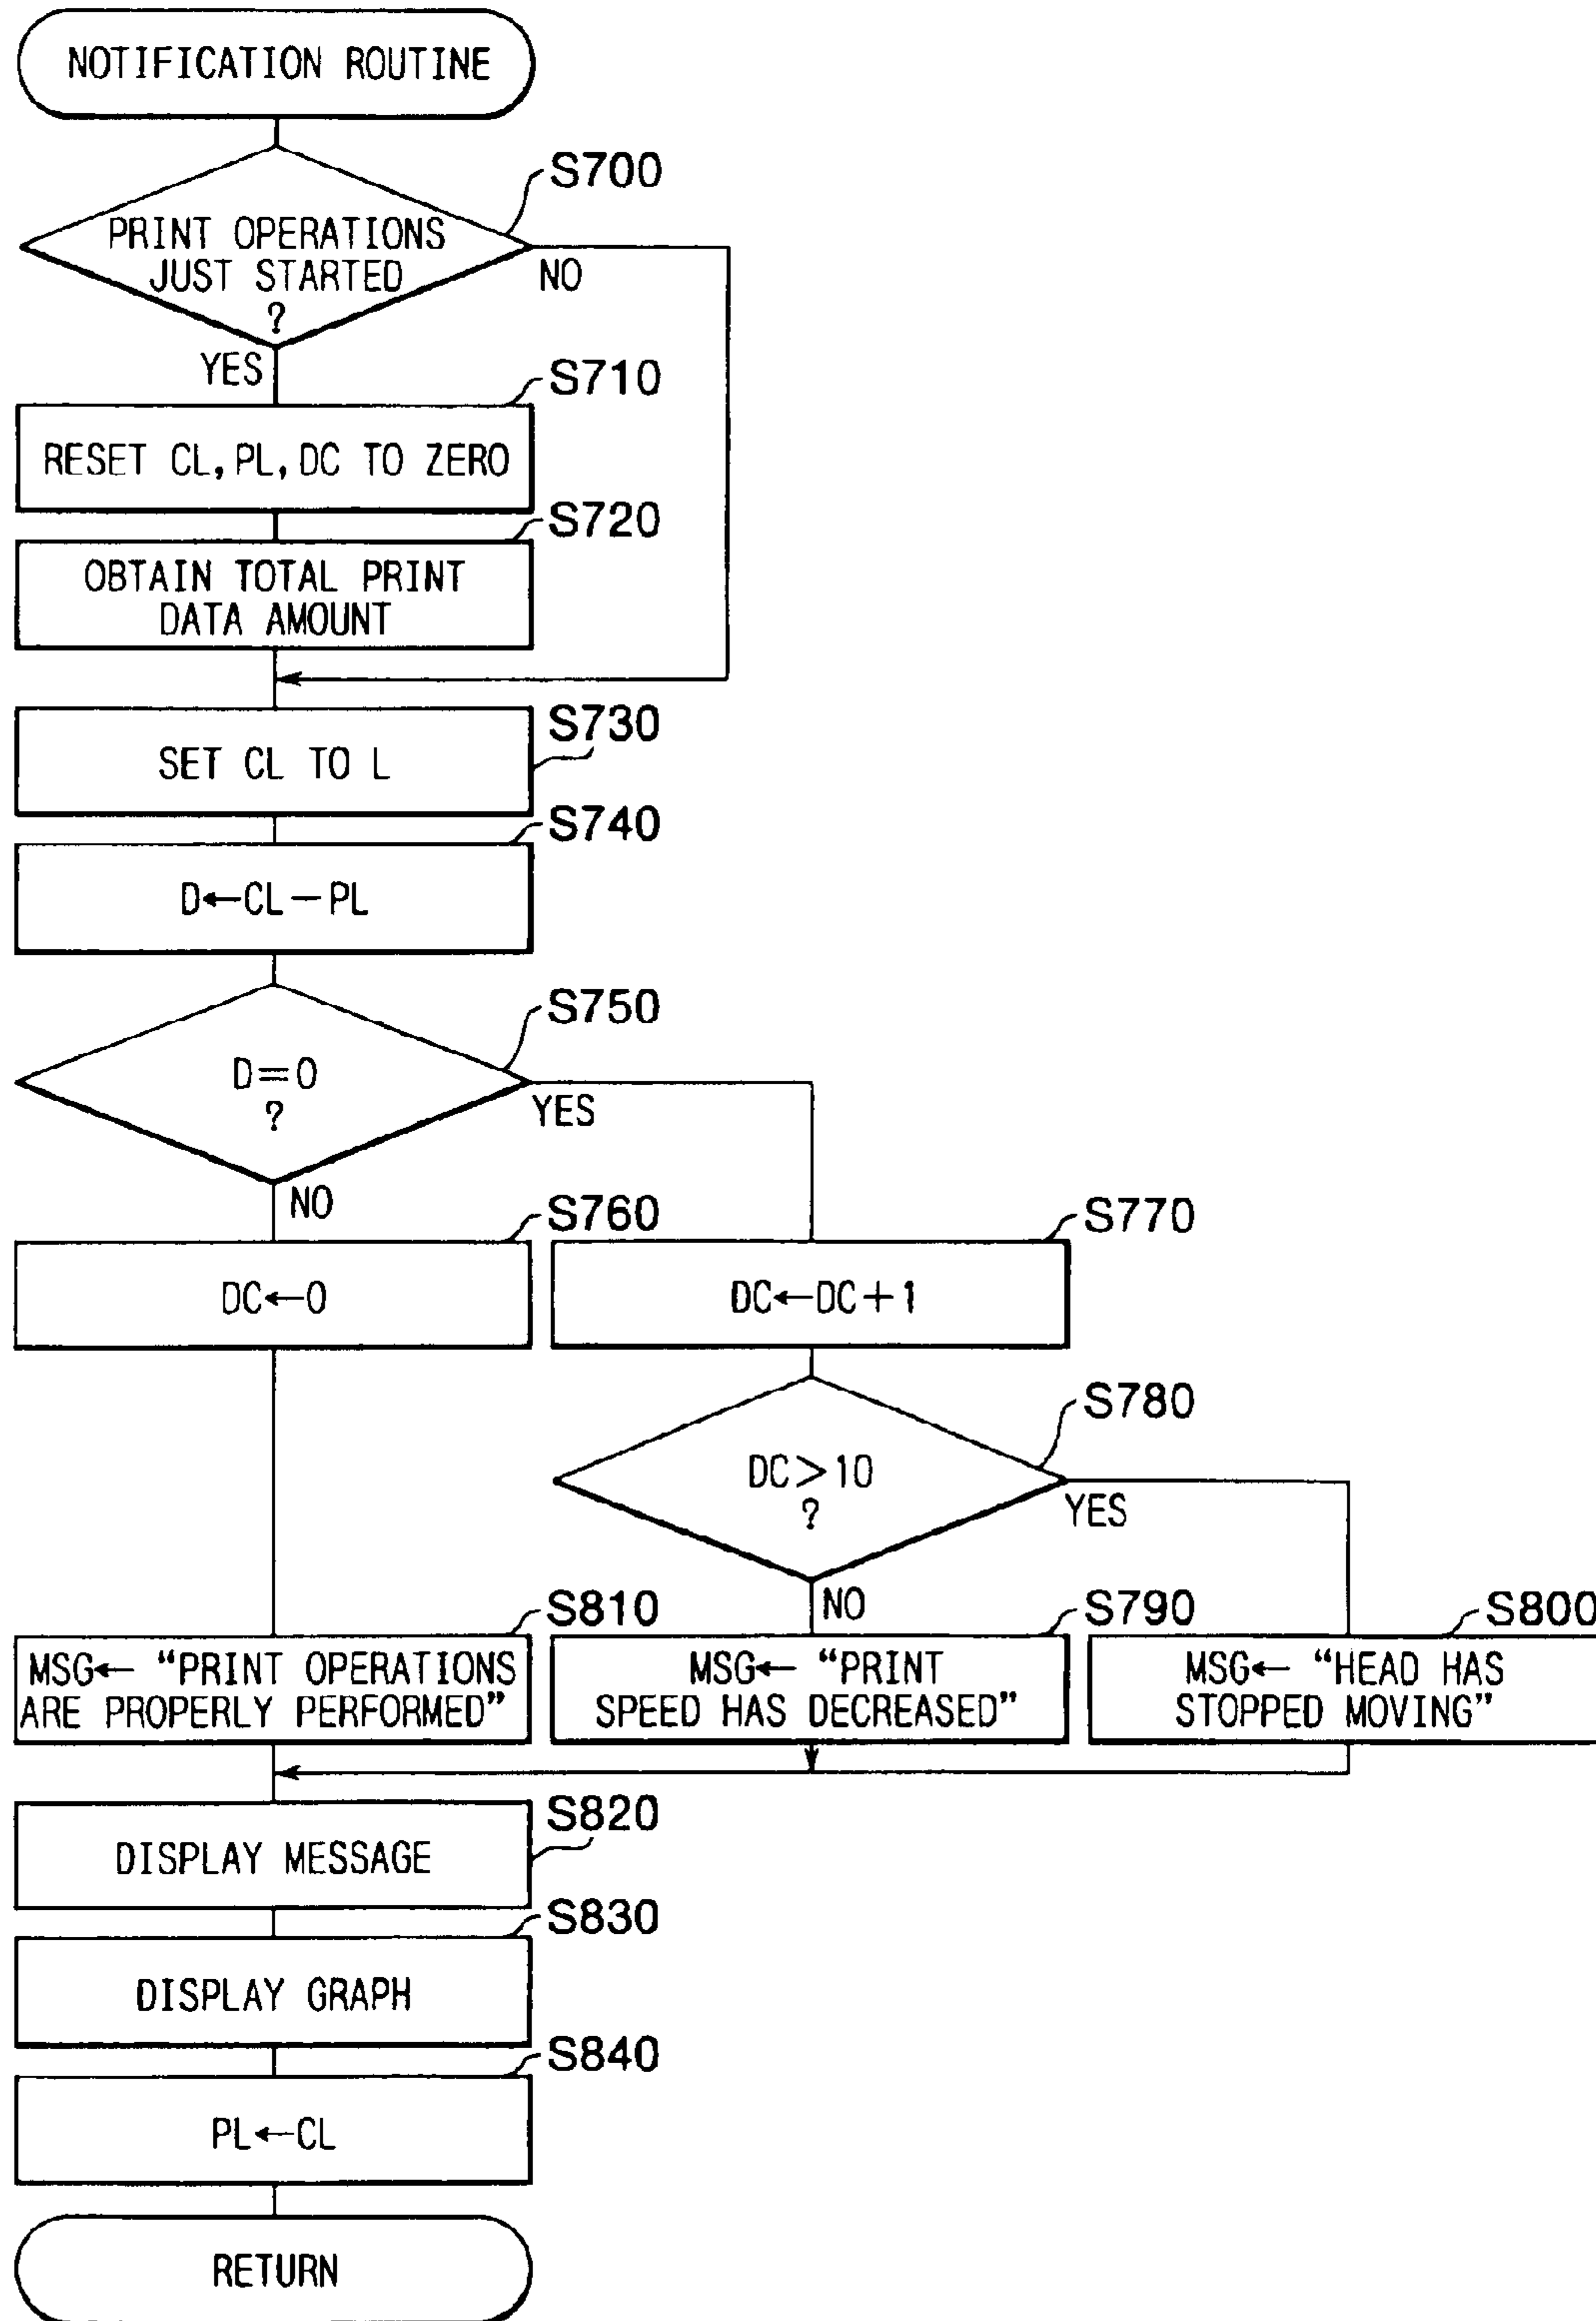 NOTIFICATION ROUTINE
S700
PRINT OPERATIONS
JUST STARTED
?
NO
YES
S710
RESET CL, PL, DC TO ZERO
S720
OBTAIN TOTAL PRINT
DATA AMOUNT
S730
SET CL TO L
S740
D←CL−PL
S750
D=0
?
YES
NO
S760
DC←0
S770
DC←DC+1
S780
DC>10
?
YES
NO
S810
MSG← “PRINT OPERATIONS
ARE PROPERLY PERFORMED”
S790
MSG← “PRINT
SPEED HAS DECREASED”
S800
MSG← “HEAD HAS
STOPPED MOVING”
S820
DISPLAY MESSAGE
S830
DISPLAY GRAPH
S840
PL←CL
RETURN